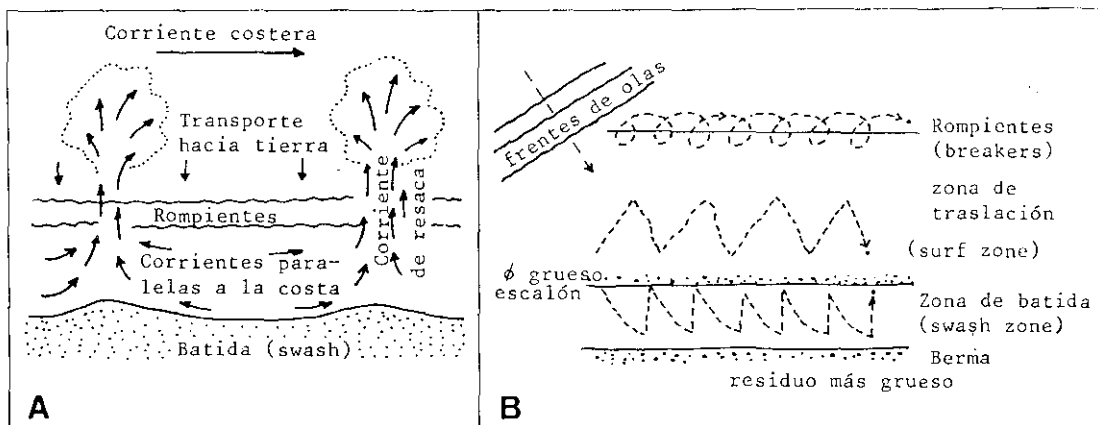 Corriente costera
Transporte
hacia tierra
Rompientes
Corriente
de resaca
Corrientes para-
lelas a la costa
Batida (swash)
A
B
frentes de olas
Rompientes
(breakers)
zona de
traslación
(surf zone)
ϕ grueso
escalón
Zona de batida
(swash zone)
Berma
residuo más grueso